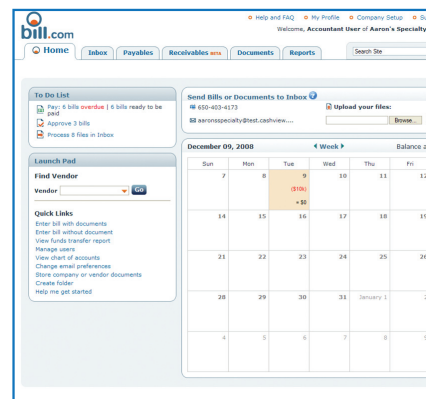 Help and FAQ My Profile Company Setup Su
bill.com
Welcome, Accountant User of Aaron's Specialty
Home Inbox Payables Receivables BETA Documents Reports Search Site
To Do List
Pay: 6 bills overdue | 6 bills ready to be
paid
Approve 3 bills
Process 8 files in Inbox
Send Bills or Documents to Inbox ?
650-403-4173 Upload your files:
aaronsspecialty@test.cashview.... Browse...
Launch Pad
Find Vendor
Vendor Go
Quick Links
Enter bill with documents
Enter bill without document
View funds transfer report
Manage users
View chart of accounts
Change email preferences
Store company or vendor documents
Create folder
Help me get started
December 09, 2008 Week Balance a
Sun Mon Tue Wed Thu Fri
7 8 9 10 11 12
($10k)
= $0
14 15 16 17 18 19
21 22 23 24 25 26
28 29 30 31 January 1 2
4 5 6 7 8 9